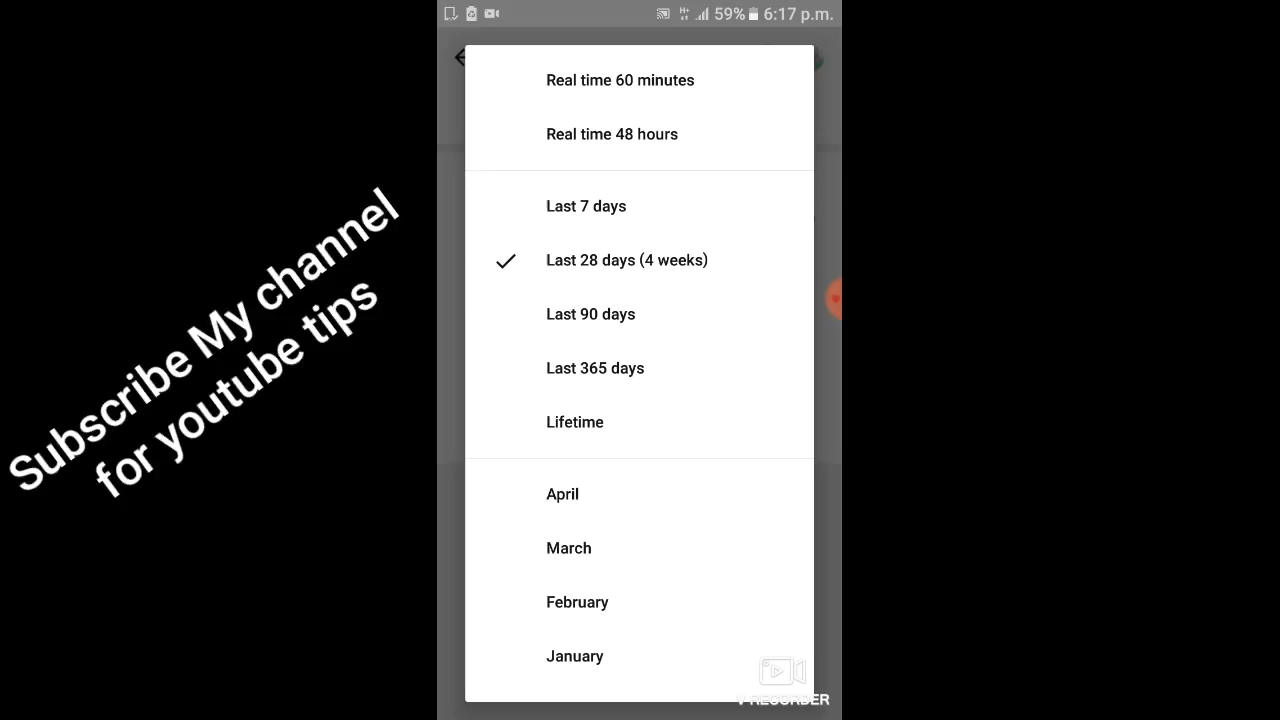 59% 6:17 p.m.
Real time 60 minutes
Real time 48 hours
Last 7 days
Last 28 days (4 weeks)
Last 90 days
Last 365 days
Lifetime
April
March
February
January
Subscribe My channel
for youtube tips
V RECORDER